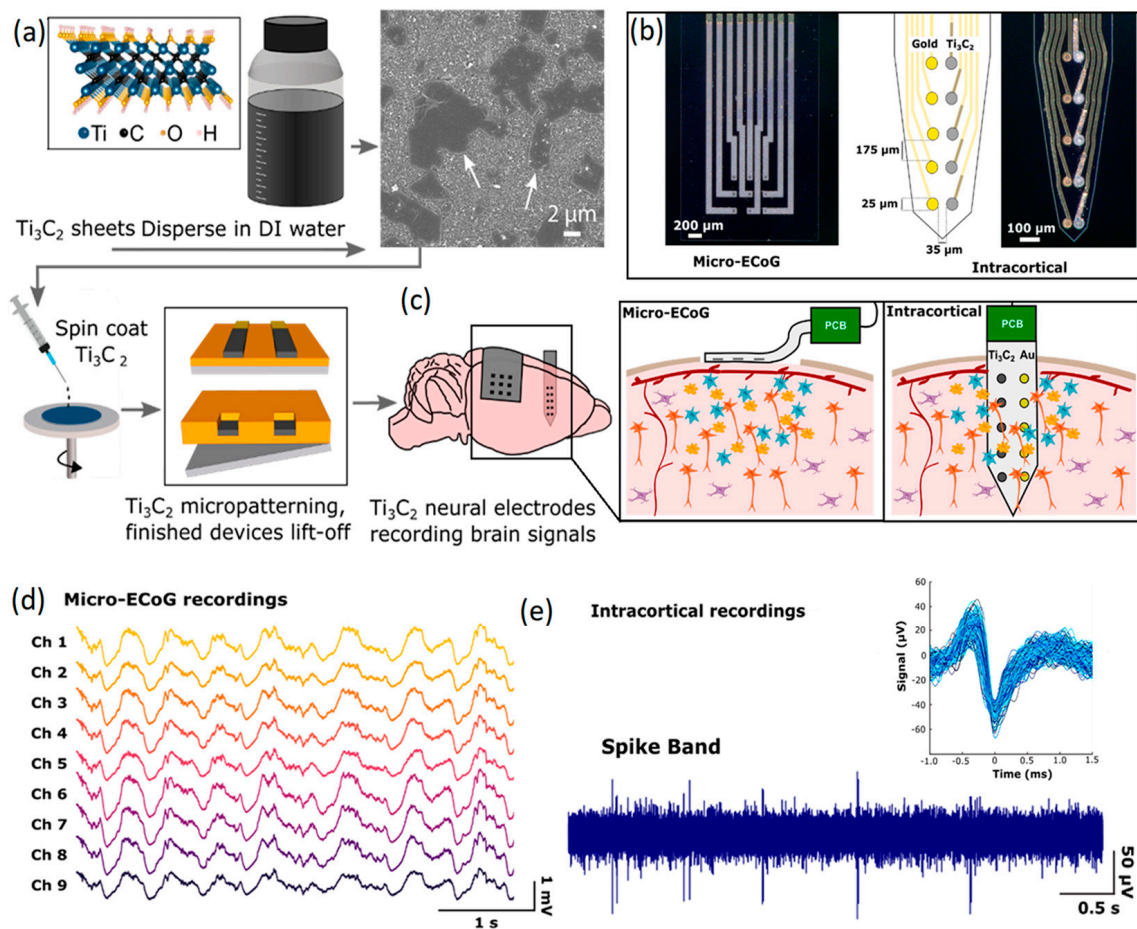 (a)
Ti C O H
Ti₃C₂ sheets Disperse in DI water
2 µm
Spin coat
Ti₃C₂
Ti₃C₂ micropatterning,
finished devices lift-off
(b)
200 µm
Micro-ECoG
Gold Ti₃C₂
175 µm
25 µm
35 µm
100 µm
Intracortical
(c)
Ti₃C₂ neural electrodes
recording brain signals
Micro-ECoG
PCB
Intracortical
PCB
Ti₃C₂ Au
(d)
Micro-ECoG recordings
Ch 1
Ch 2
Ch 3
Ch 4
Ch 5
Ch 6
Ch 7
Ch 8
Ch 9
1 mV
1 s
(e)
Intracortical recordings
Signal (µV)
60
40
20
0
-20
-40
-60
-1.0 -0.5 0 0.5 1.0 1.5
Time (ms)
Spike Band
50 µV
0.5 s